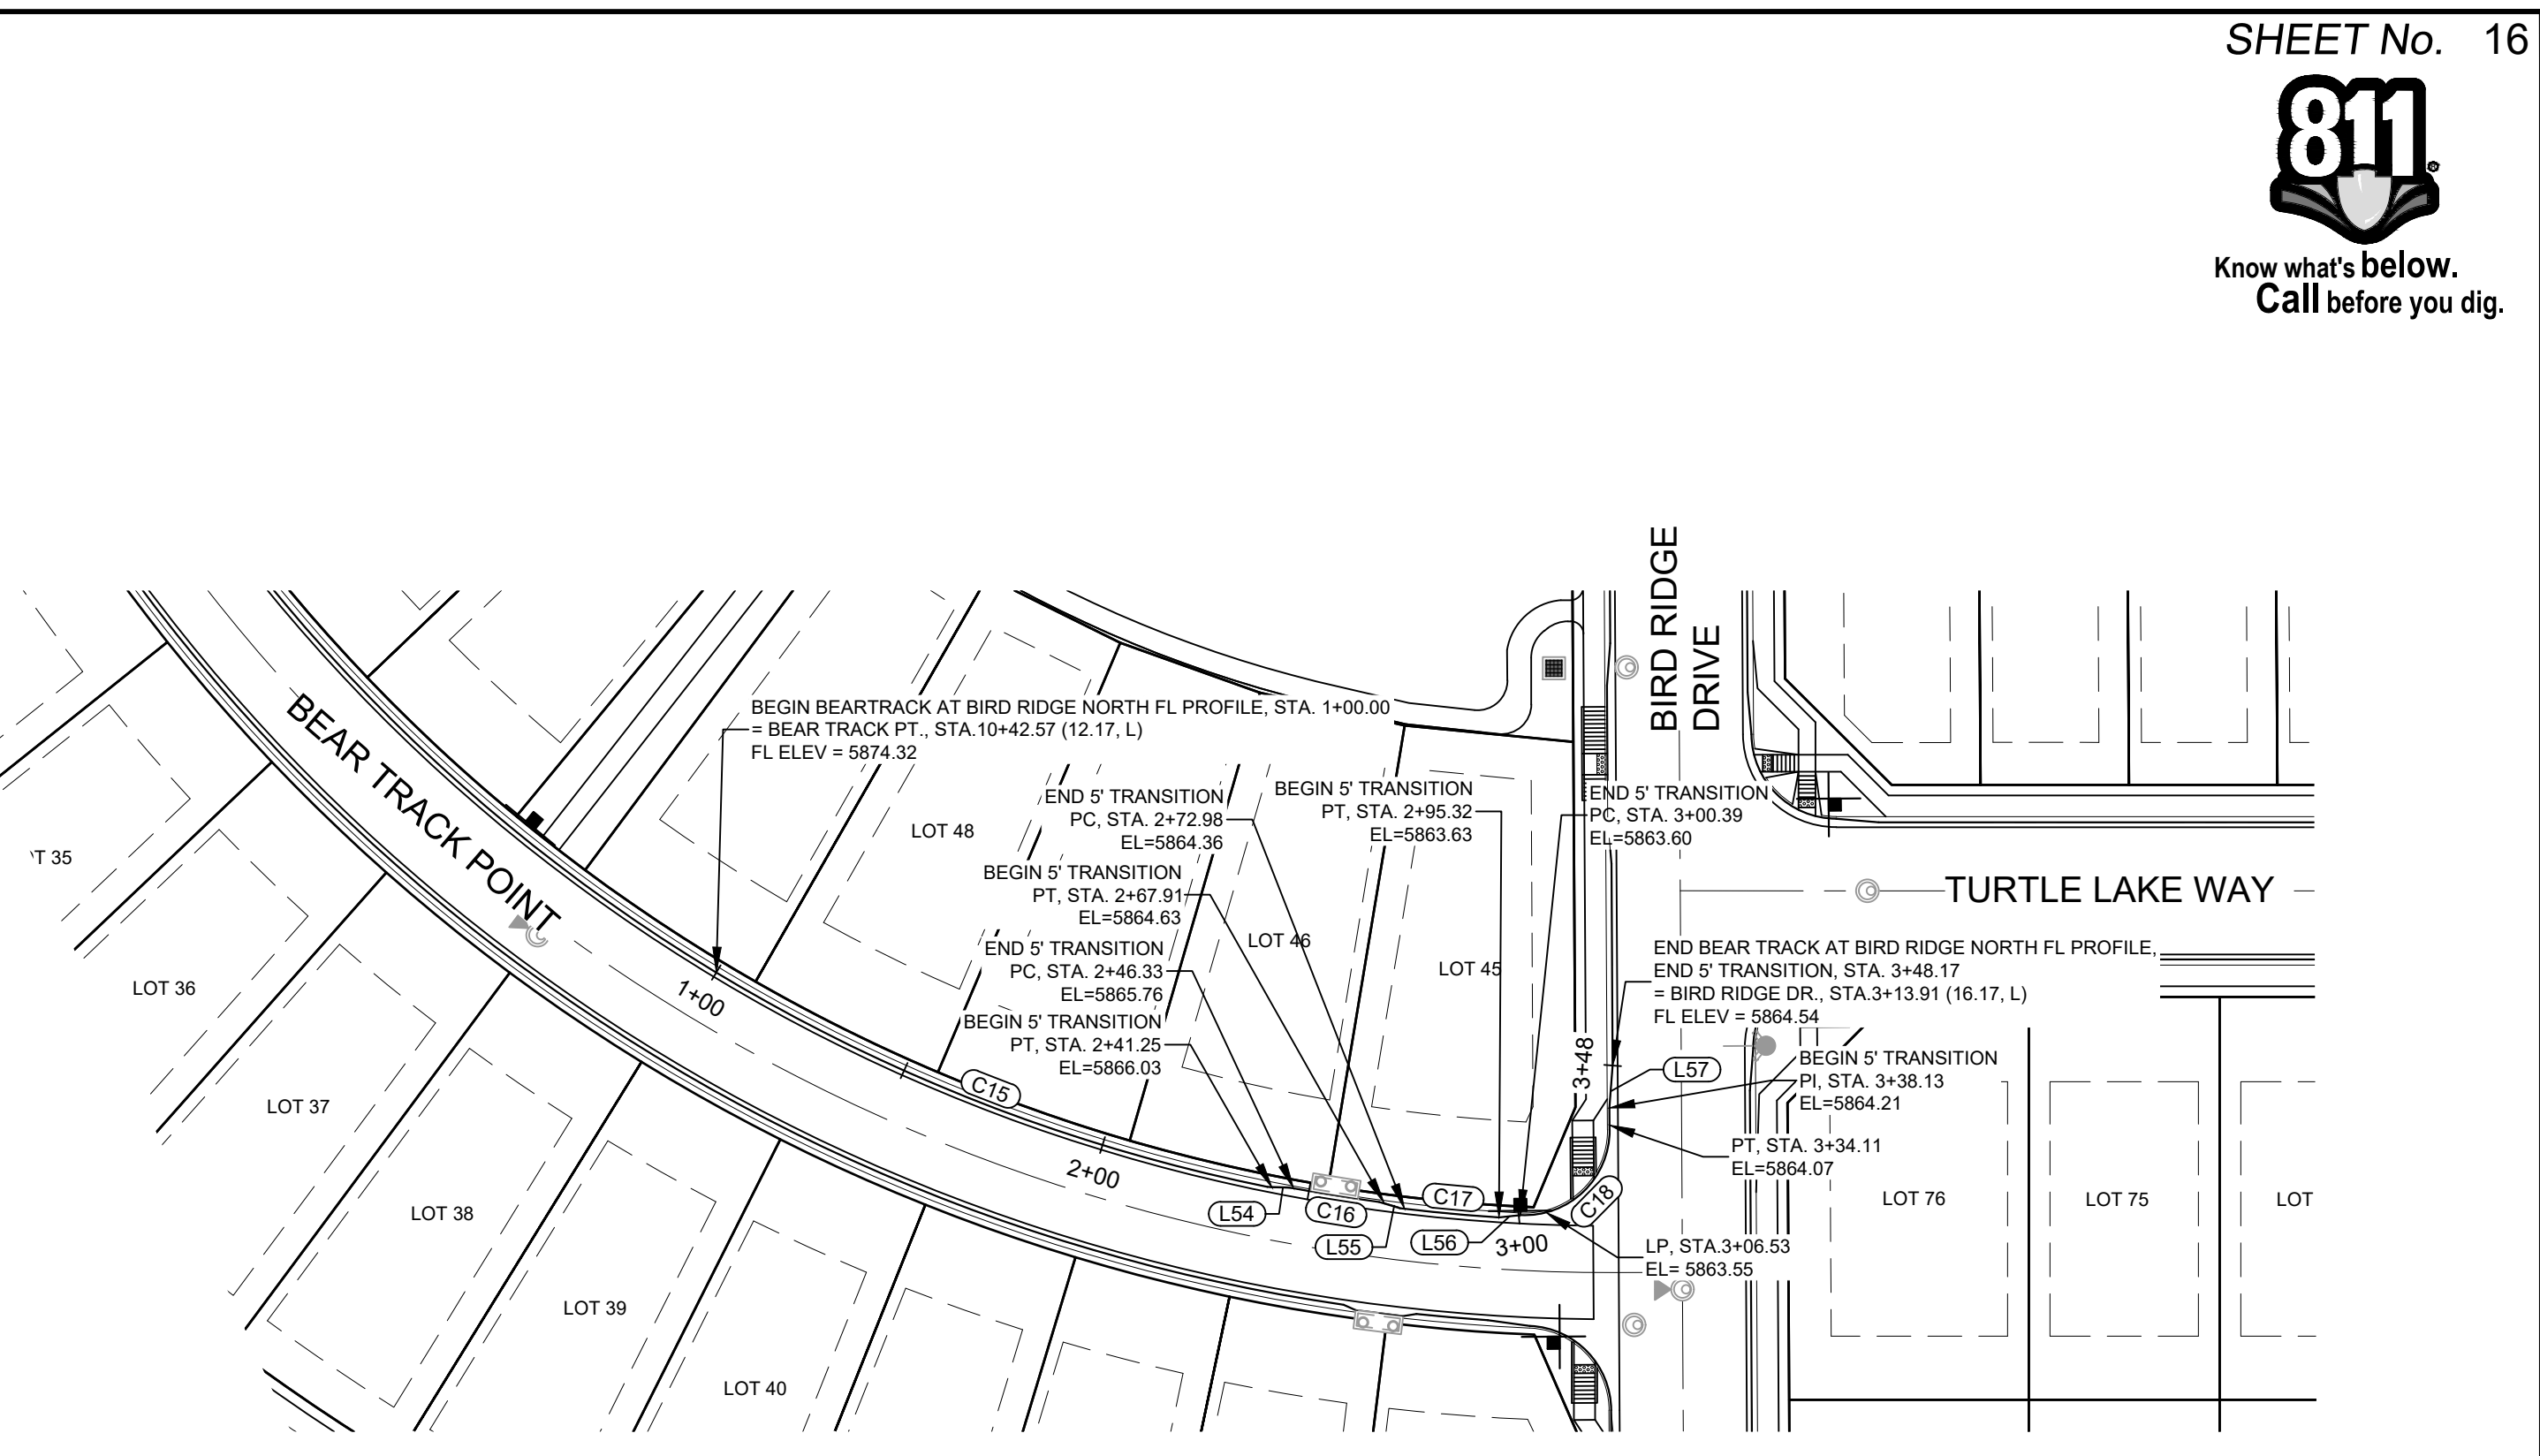 SHEET No. 16
811
Know what's below.
Call before you dig.
BIRD RIDGE
DRIVE
BEAR TRACK POINT
BEGIN BEARTRACK AT BIRD RIDGE NORTH FL PROFILE, STA. 1+00.00
= BEAR TRACK PT., STA.10+42.57 (12.17, L)
FL ELEV = 5874.32
END 5' TRANSITION
PC, STA. 2+72.98
EL=5864.36
BEGIN 5' TRANSITION
PT, STA. 2+95.32
EL=5863.63
END 5' TRANSITION
PC, STA. 3+00.39
EL=5863.60
LOT 48
BEGIN 5' TRANSITION
PT, STA. 2+67.91
EL=5864.63
TURTLE LAKE WAY
LOT 46
LOT 45
END 5' TRANSITION
PC, STA. 2+46.33
EL=5865.76
END BEAR TRACK AT BIRD RIDGE NORTH FL PROFILE,
END 5' TRANSITION, STA. 3+48.17
= BIRD RIDGE DR., STA.3+13.91 (16.17, L)
FL ELEV = 5864.54
BEGIN 5' TRANSITION
PT, STA. 2+41.25
EL=5866.03
1+00
C15
3+48
L57
BEGIN 5' TRANSITION
PI, STA. 3+38.13
EL=5864.21
PT, STA. 3+34.11
EL=5864.07
2+00
L54
C16
C17
C18
L55
L56
3+00
LP, STA.3+06.53
EL= 5863.55
T 35
LOT 36
LOT 37
LOT 38
LOT 39
LOT 40
LOT 76
LOT 75
LOT